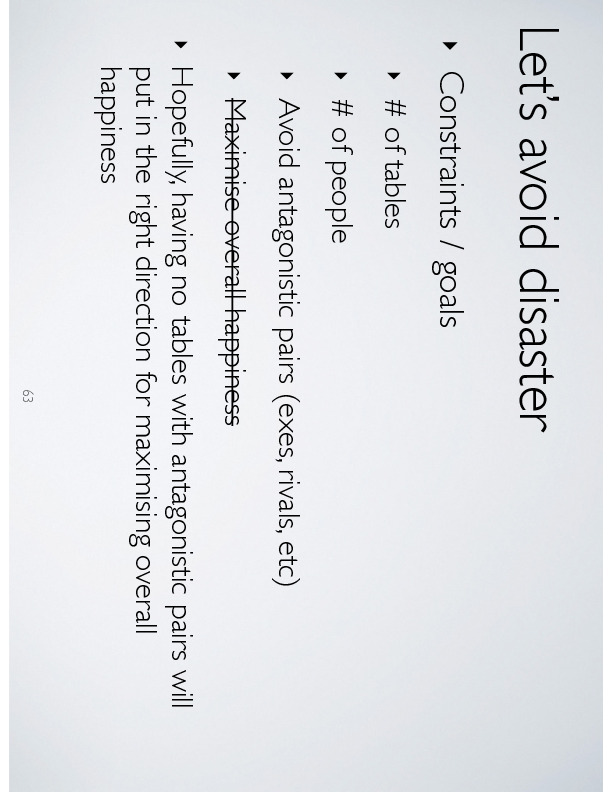 Let's avoid disaster
‣ Constraints / goals
‣ # of tables
‣ # of people
‣ Avoid antagonistic pairs (exes, rivals, etc)
‣ Maximise overall happiness
‣ Hopefully, having no tables with antagonistic pairs will
put in the right direction for maximising overall
happiness
63